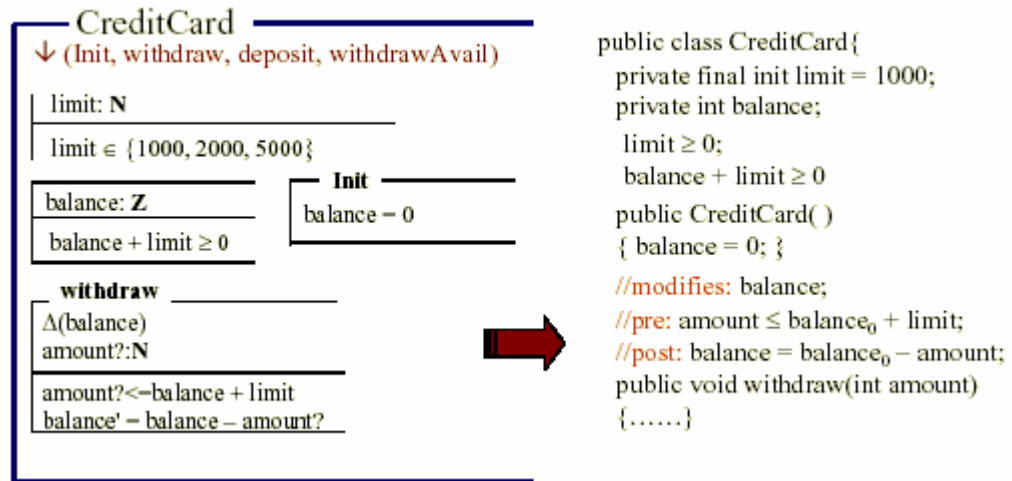 CreditCard
↓ (Init, withdraw, deposit, withdrawAvail)
limit: N
limit ∈ {1000, 2000, 5000}
balance: Z
balance + limit ≥ 0
Init
balance = 0
withdraw
Δ(balance)
amount?:N
amount?<=balance + limit
balance' = balance – amount?
public class CreditCard{
private final init limit = 1000;
private int balance;
limit ≥ 0;
balance + limit ≥ 0
public CreditCard( )
{ balance = 0; }
//modifies: balance;
//pre: amount ≤ balance₀ + limit;
//post: balance = balance₀ – amount;
public void withdraw(int amount)
{......}